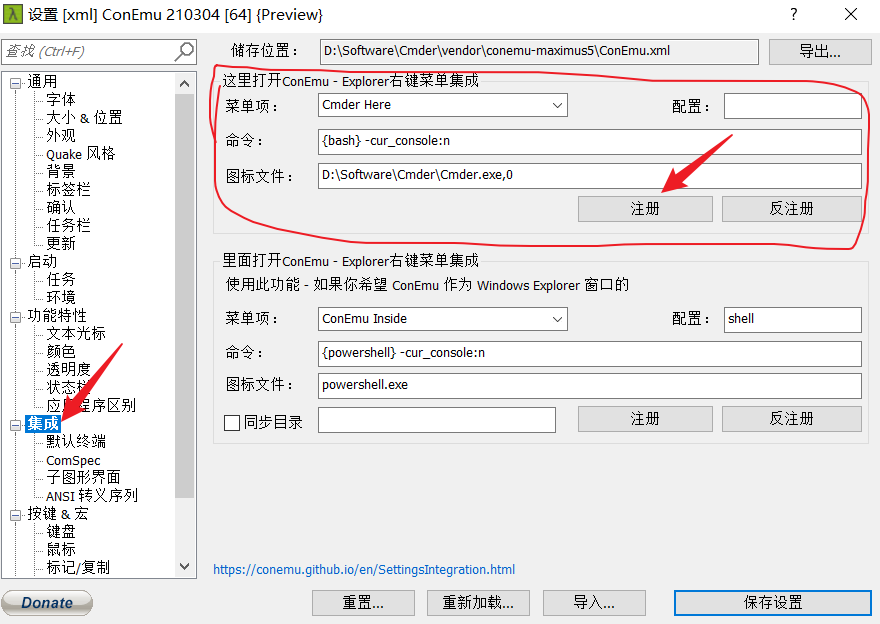 设置 [xml] ConEmu 210304 [64] {Preview}
查找 (Ctrl+F)
通用
字体
大小 & 位置
外观
Quake 风格
背景
标签栏
确认
任务栏
更新
启动
任务
环境
功能特性
文本光标
颜色
透明度
状态栏
应用程序区别
集成
默认终端
ComSpec
子图形界面
ANSI 转义序列
按键 & 宏
键盘
鼠标
标记/复制
Donate
储存位置： D:\Software\Cmder\vendor\conemu-maximus5\ConEmu.xml 导出...
这里打开ConEmu - Explorer右键菜单集成
菜单项： Cmder Here 配置：
命令： {bash} -cur_console:n
图标文件： D:\Software\Cmder\Cmder.exe,0
注册 反注册
里面打开ConEmu - Explorer右键菜单集成
使用此功能 - 如果你希望 ConEmu 作为 Windows Explorer 窗口的
菜单项： ConEmu Inside 配置： shell
命令： {powershell} -cur_console:n
图标文件： powershell.exe
同步目录 注册 反注册
https://conemu.github.io/en/SettingsIntegration.html
重置... 重新加载... 导入... 保存设置